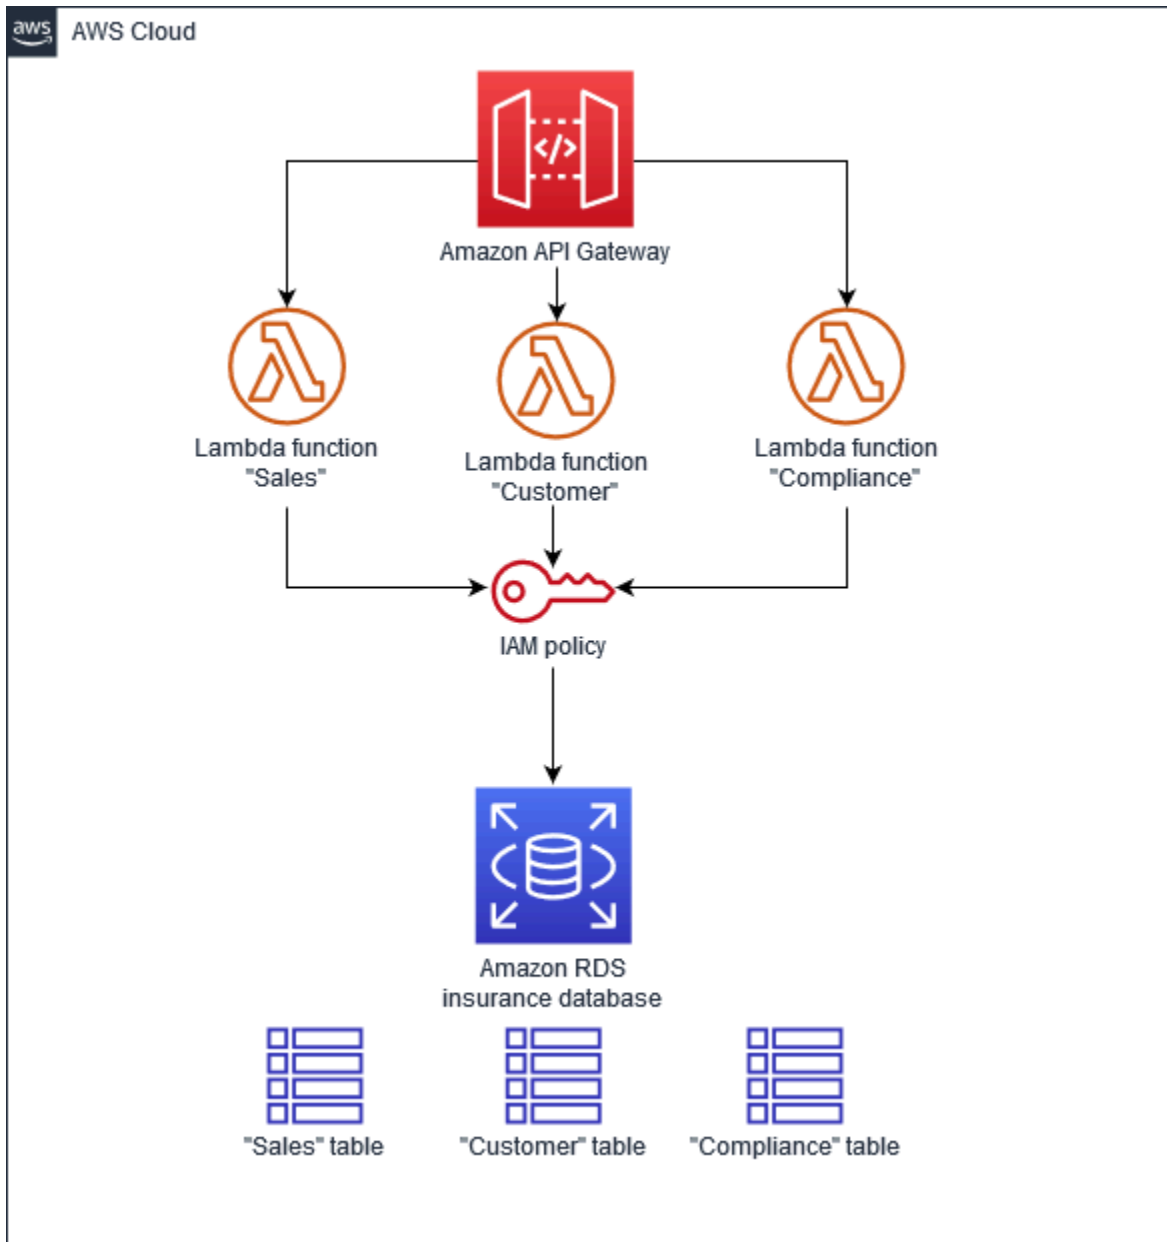 aws
AWS Cloud
</>
Amazon API Gateway
Lambda function
"Sales"
Lambda function
"Customer"
Lambda function
"Compliance"
IAM policy
Amazon RDS
insurance database
"Sales" table
"Customer" table
"Compliance" table